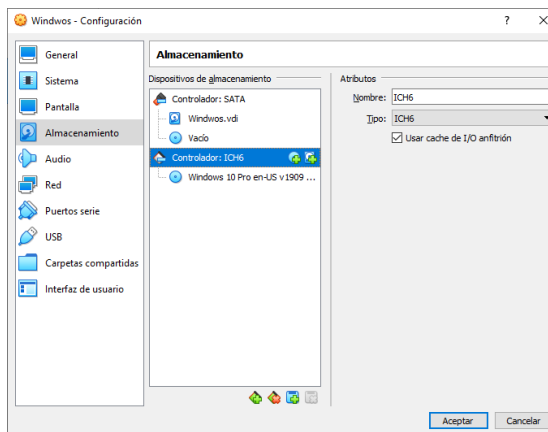 Windwos - Configuración
?
General
Sistema
Pantalla
Almacenamiento
Audio
Red
Puertos serie
USB
Carpetas compartidas
Interfaz de usuario
Almacenamiento
Dispositivos de almacenamiento
Controlador: SATA
Windwos.vdi
Vacío
Controlador: ICH6
Windows 10 Pro en-US v1909 ...
Atributos
Nombre: ICH6
Tipo: ICH6
Usar cache de I/O anfitrión
Aceptar
Cancelar